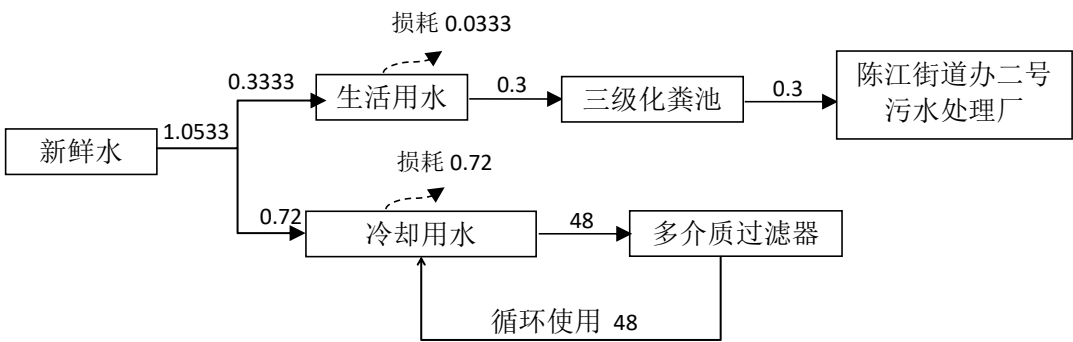 损耗 0.0333
0.3333
生活用水
0.3
三级化粪池
0.3
陈江街道办二号
污水处理厂
新鲜水
1.0533
损耗 0.72
0.72
冷却用水
48
多介质过滤器
循环使用 48